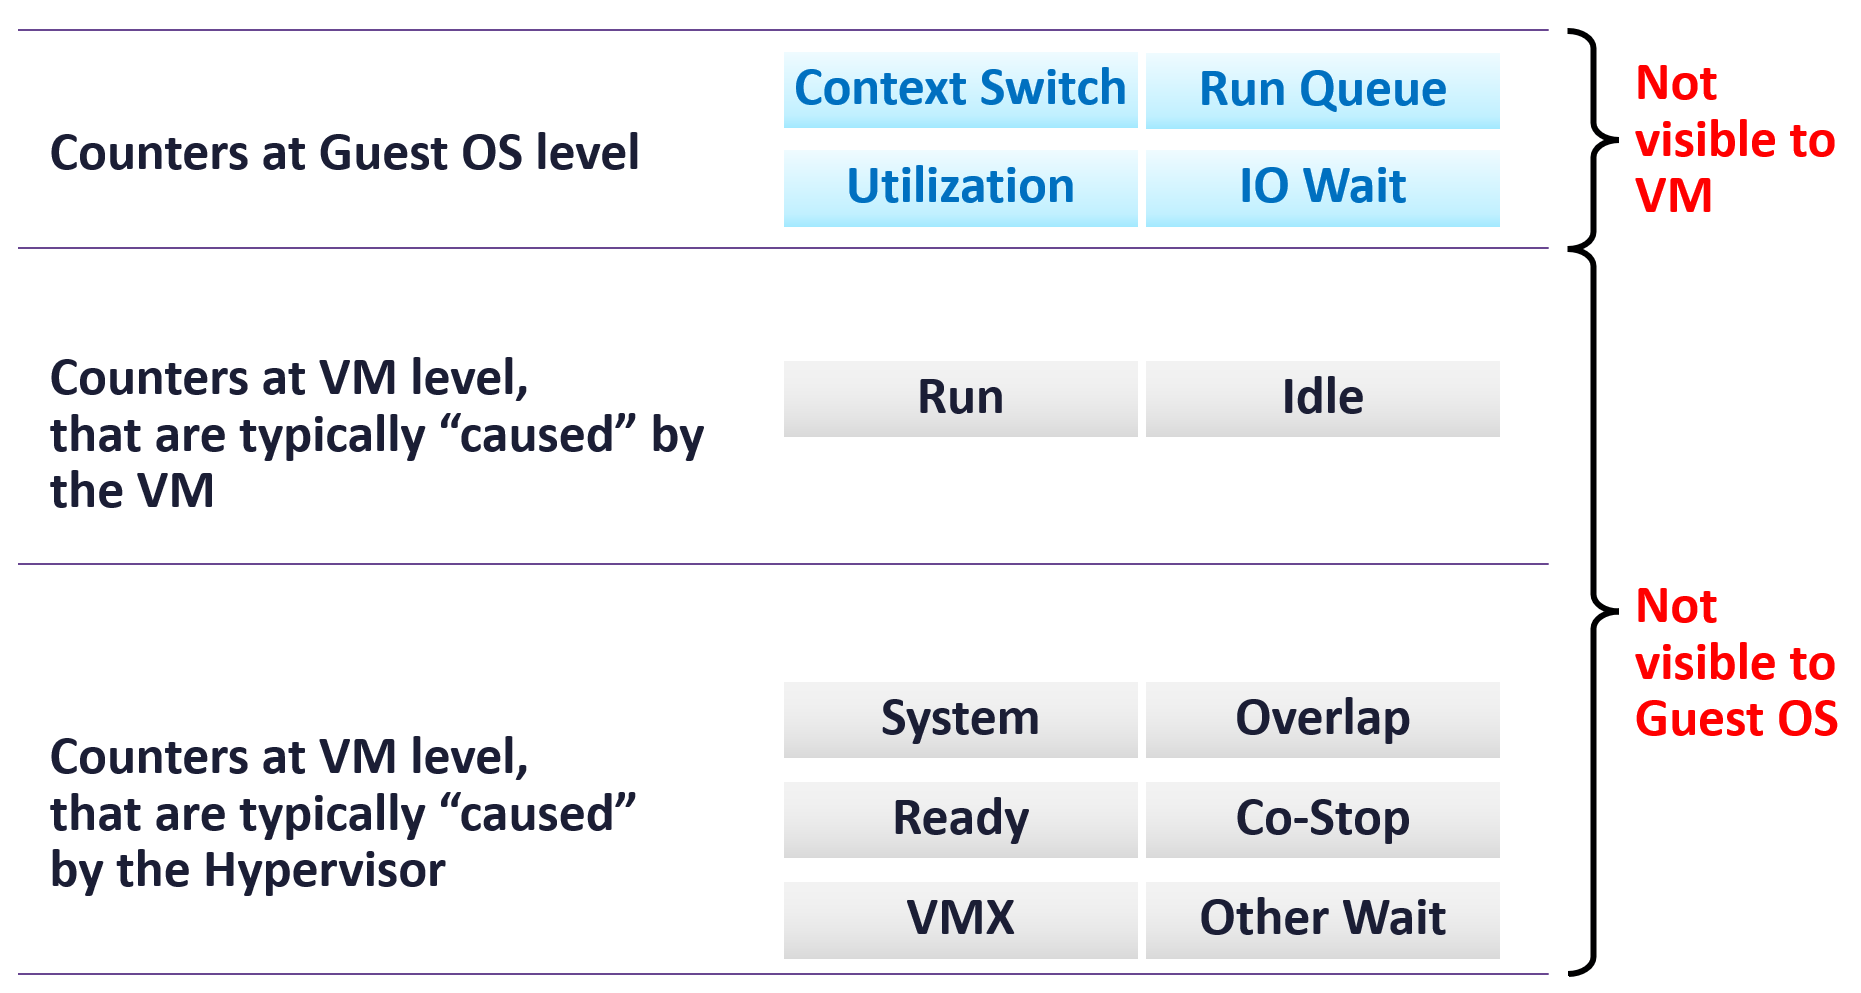 Counters at Guest OS level
Context Switch
Run Queue
Utilization
IO Wait
Not
visible to
VM
Counters at VM level,
that are typically “caused” by
the VM
Run
Idle
Counters at VM level,
that are typically “caused”
by the Hypervisor
System
Overlap
Ready
Co-Stop
VMX
Other Wait
Not
visible to
Guest OS